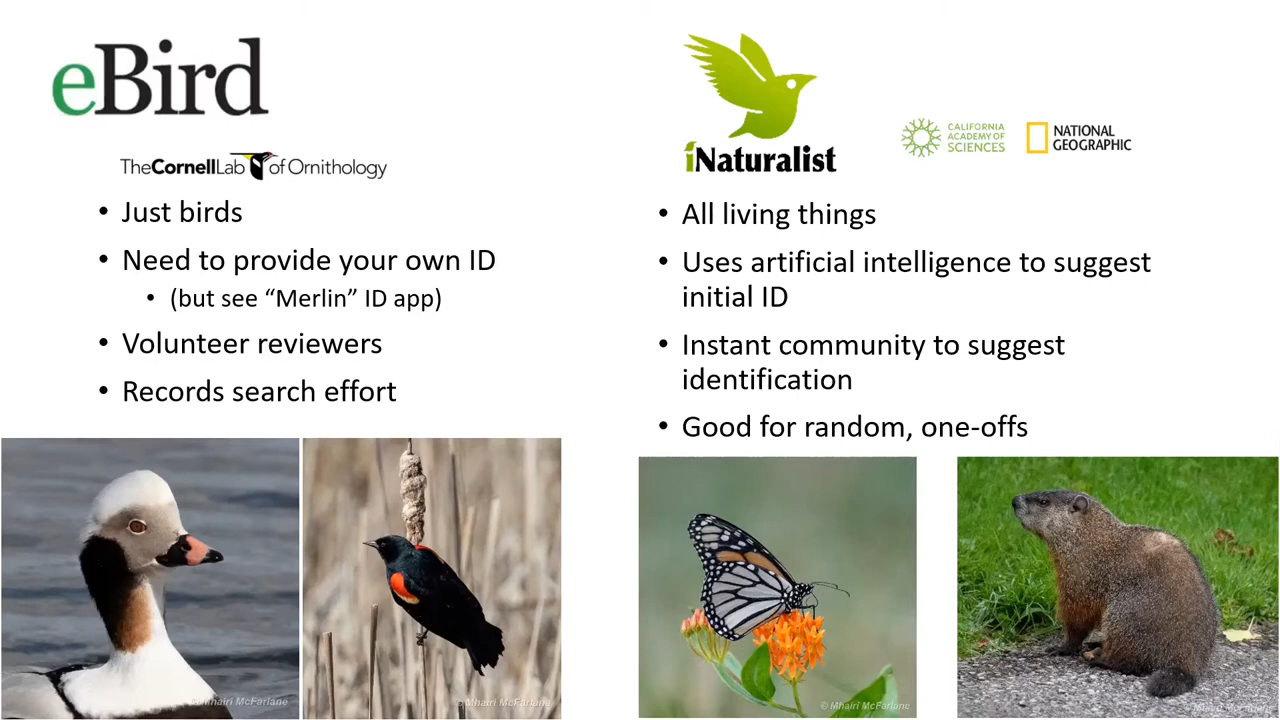 eBird
TheCornellLab of Ornithology
• Just birds
• Need to provide your own ID
• (but see “Merlin” ID app)
• Volunteer reviewers
• Records search effort
© Mhairi McFarlane
© Mhairi McFarlane
iNaturalist
CALIFORNIA
ACADEMY OF
SCIENCES
NATIONAL
GEOGRAPHIC
• All living things
• Uses artificial intelligence to suggest
initial ID
• Instant community to suggest
identification
• Good for random, one-offs
© Mhairi McFarlane
Mhairi McFarlane